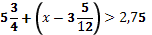 5 3/4 + (x − 3 5/12) > 2,75